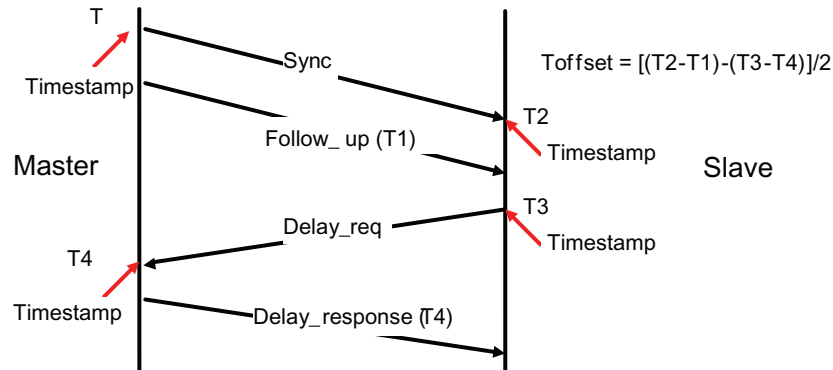 T
Timestamp
Sync
Toffset = [(T2-T1)-(T3-T4)]/2
T2
Timestamp
Follow_ up (T1)
Master
Slave
T3
Timestamp
Delay_req
T4
Timestamp
Delay_response (T4)